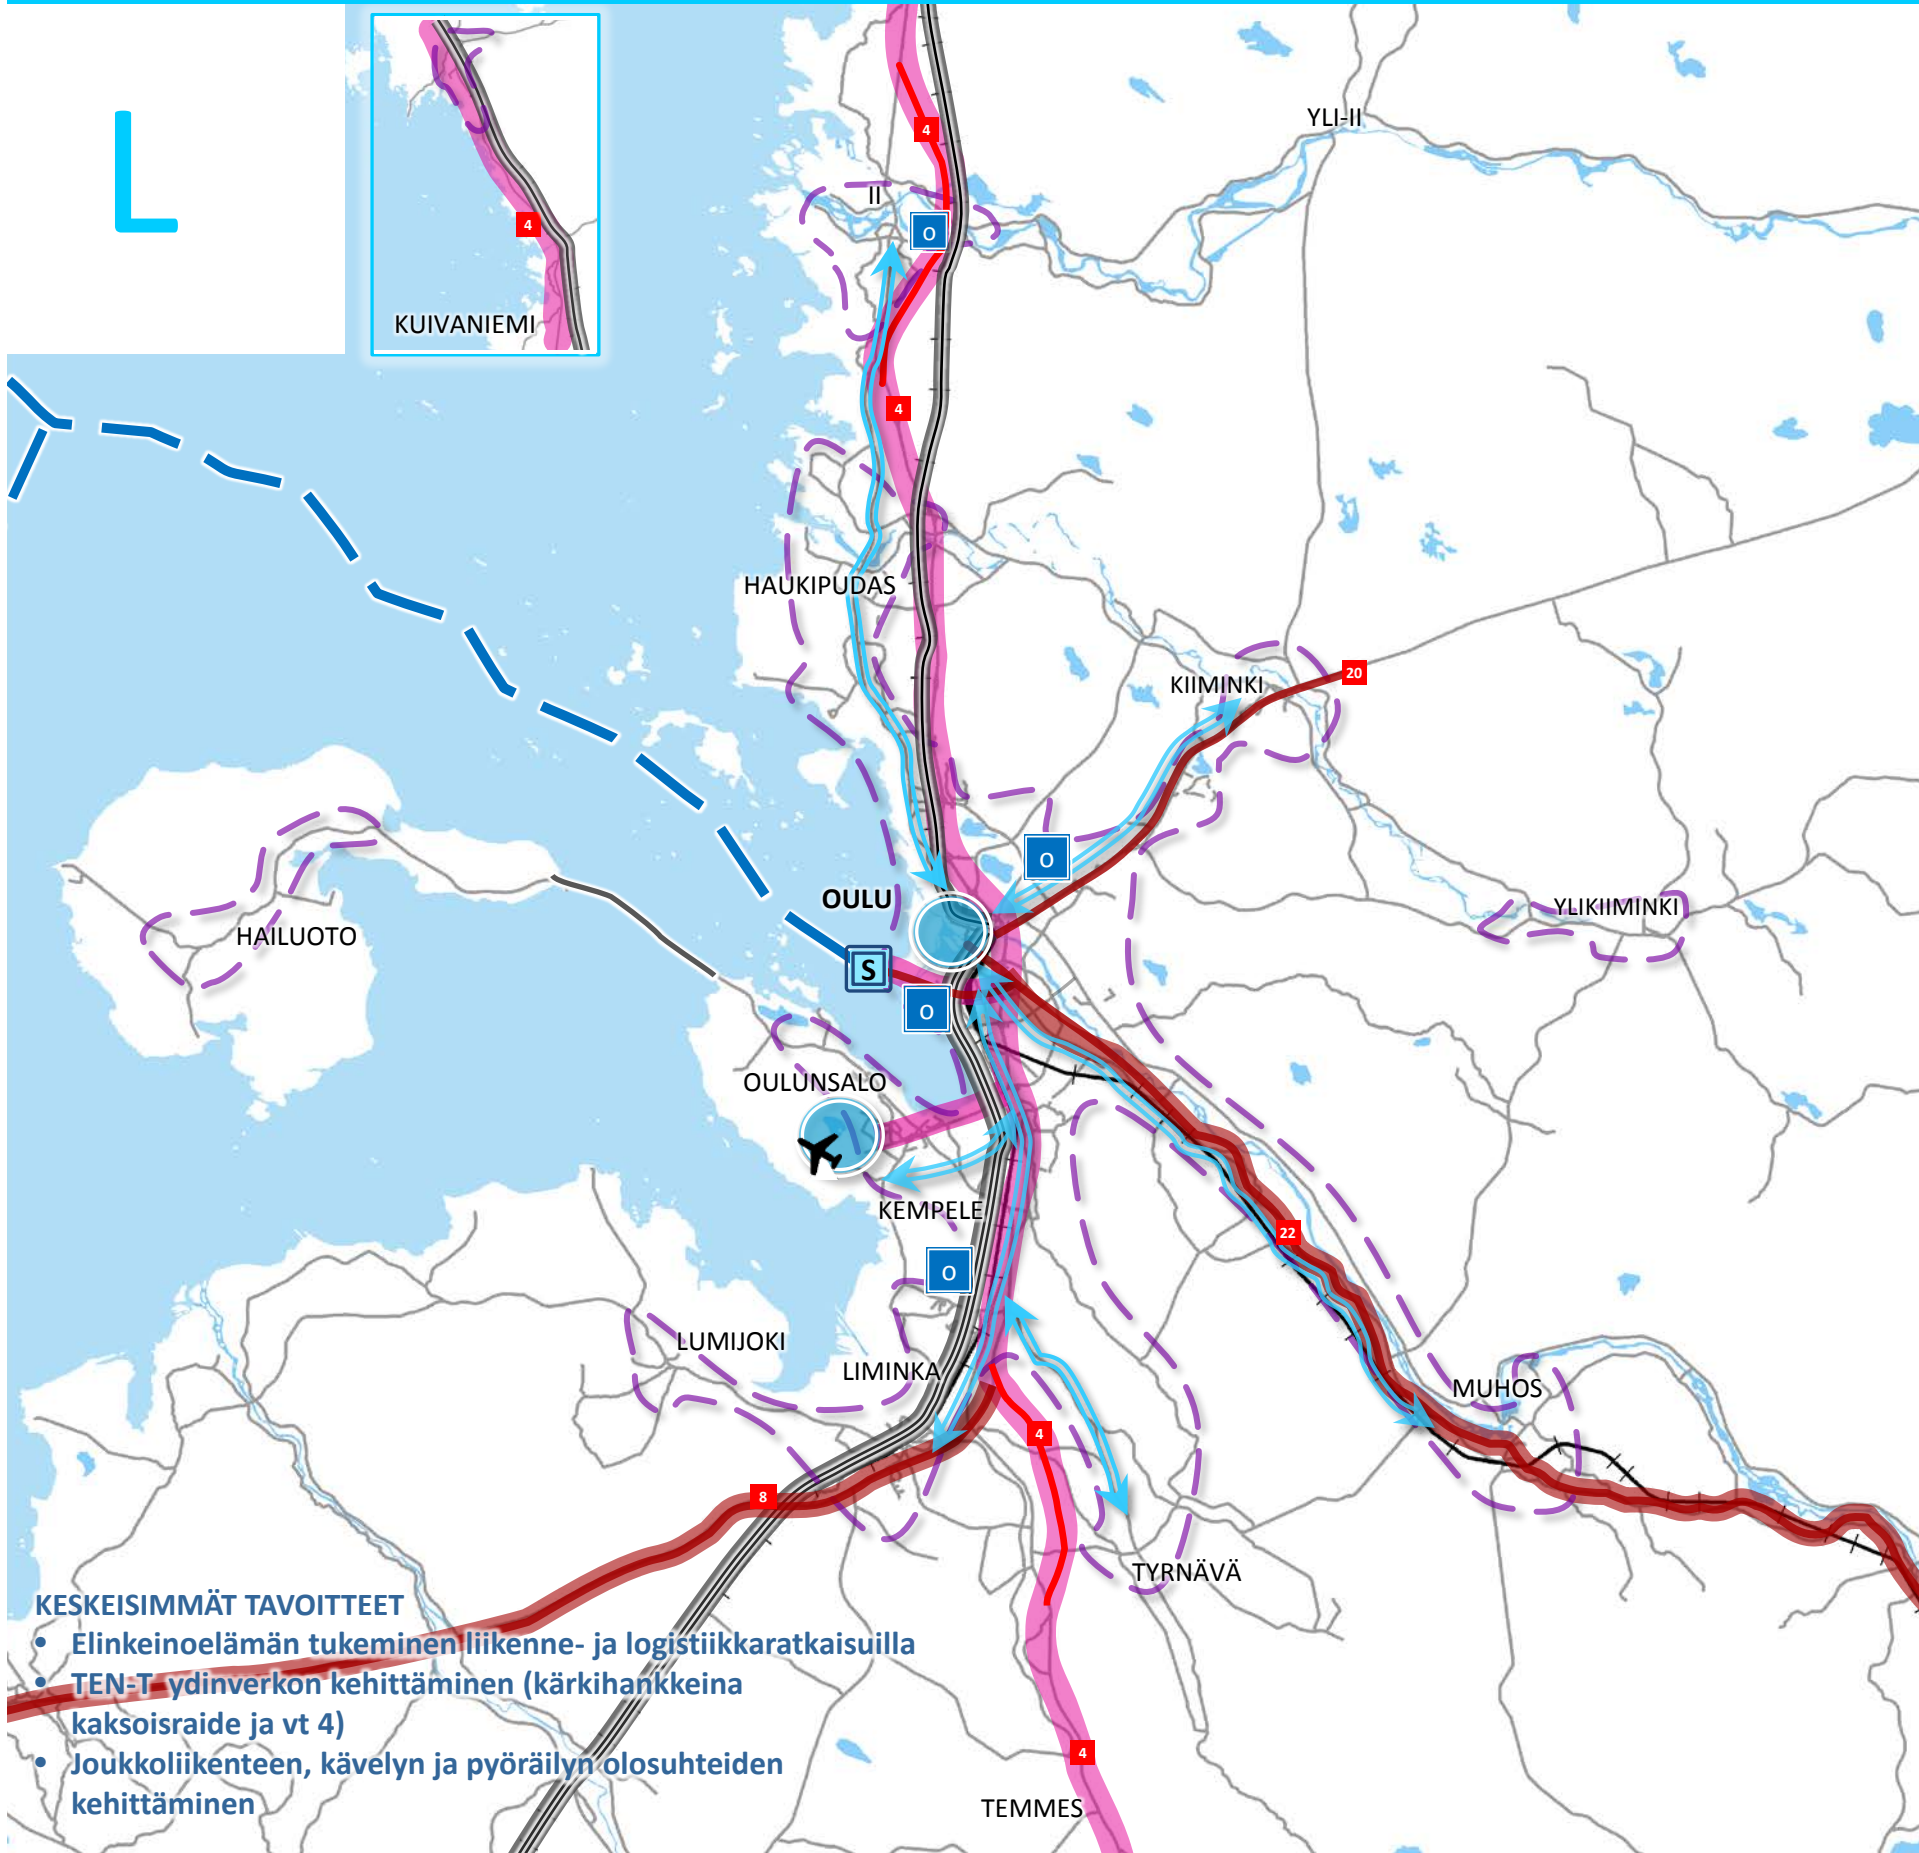 L
4
KUIVANIEMI
4
YLI-II
II
O
4
HAUKIPUDAS
KIIMINKI
20
O
OULU
YLIKIIMINKI
HAILUOTO
S
O
OULUNSALO
KEMPELE
22
O
LUMIJOKI
LIMINKA
MUHOS
4
8
TYRNÄVÄ
KESKEISIMMÄT TAVOITTEET
• Elinkeinoelämän tukeminen liikenne- ja logistiikkaratkaisuilla
• TEN-T ydinverkon kehittäminen (kärkihankkeina
kaksoisraide ja vt 4)
• Joukkoliikenteen, kävelyn ja pyöräilyn olosuhteiden
kehittäminen
4
TEMMES